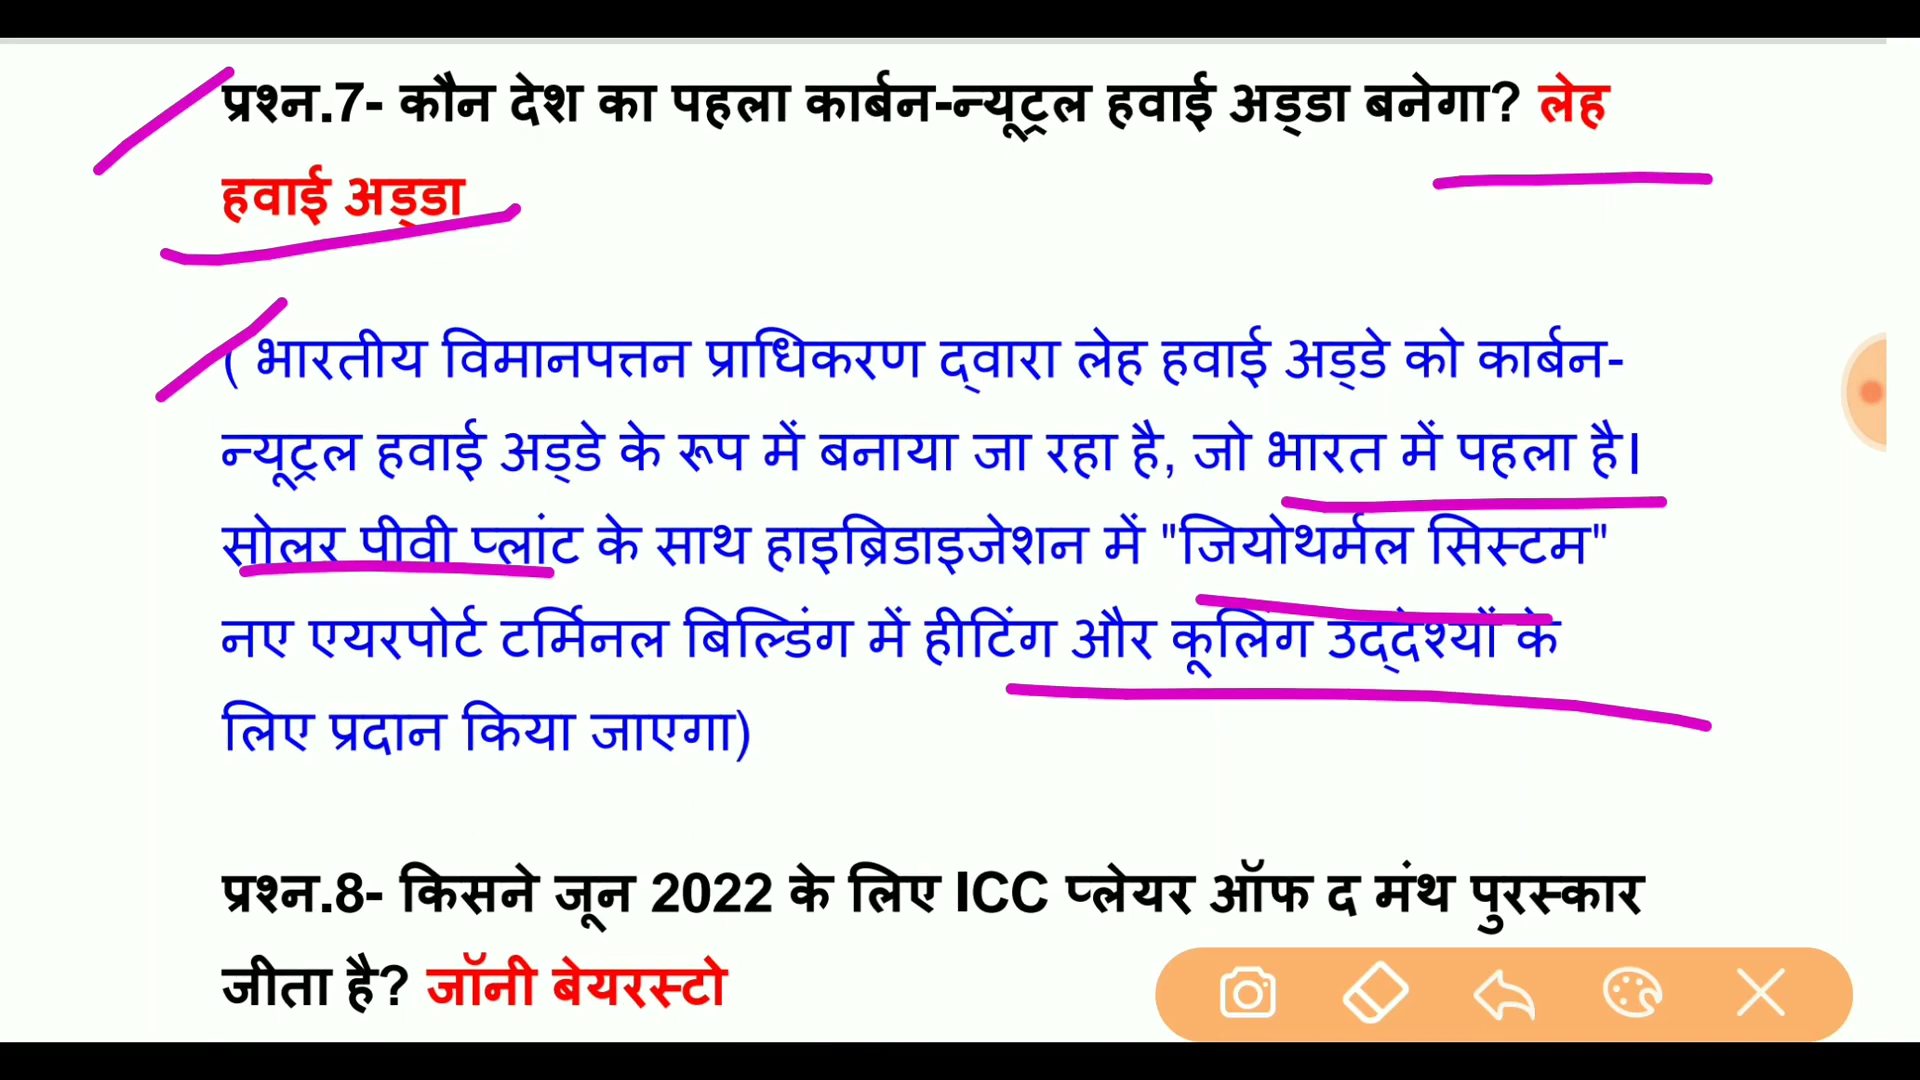 प्रश्न.7- कौन देश का पहला कार्बन-न्यूट्रल हवाई अड्डा बनेगा? लेह
हवाई अड्डा
( भारतीय विमानपत्तन प्राधिकरण द्वारा लेह हवाई अड्डे को कार्बन-
न्यूट्रल हवाई अड्डे के रूप में बनाया जा रहा है, जो भारत में पहला है।
सोलर पीवी प्लांट के साथ हाइब्रिडाइजेशन में "जियोथर्मल सिस्टम"
नए एयरपोर्ट टर्मिनल बिल्डिंग में हीटिंग और कूलिंग उद्देश्यों के
लिए प्रदान किया जाएगा)
प्रश्न.8- किसने जून 2022 के लिए ICC प्लेयर ऑफ द मंथ पुरस्कार
जीता है? जॉनी बेयरस्टो